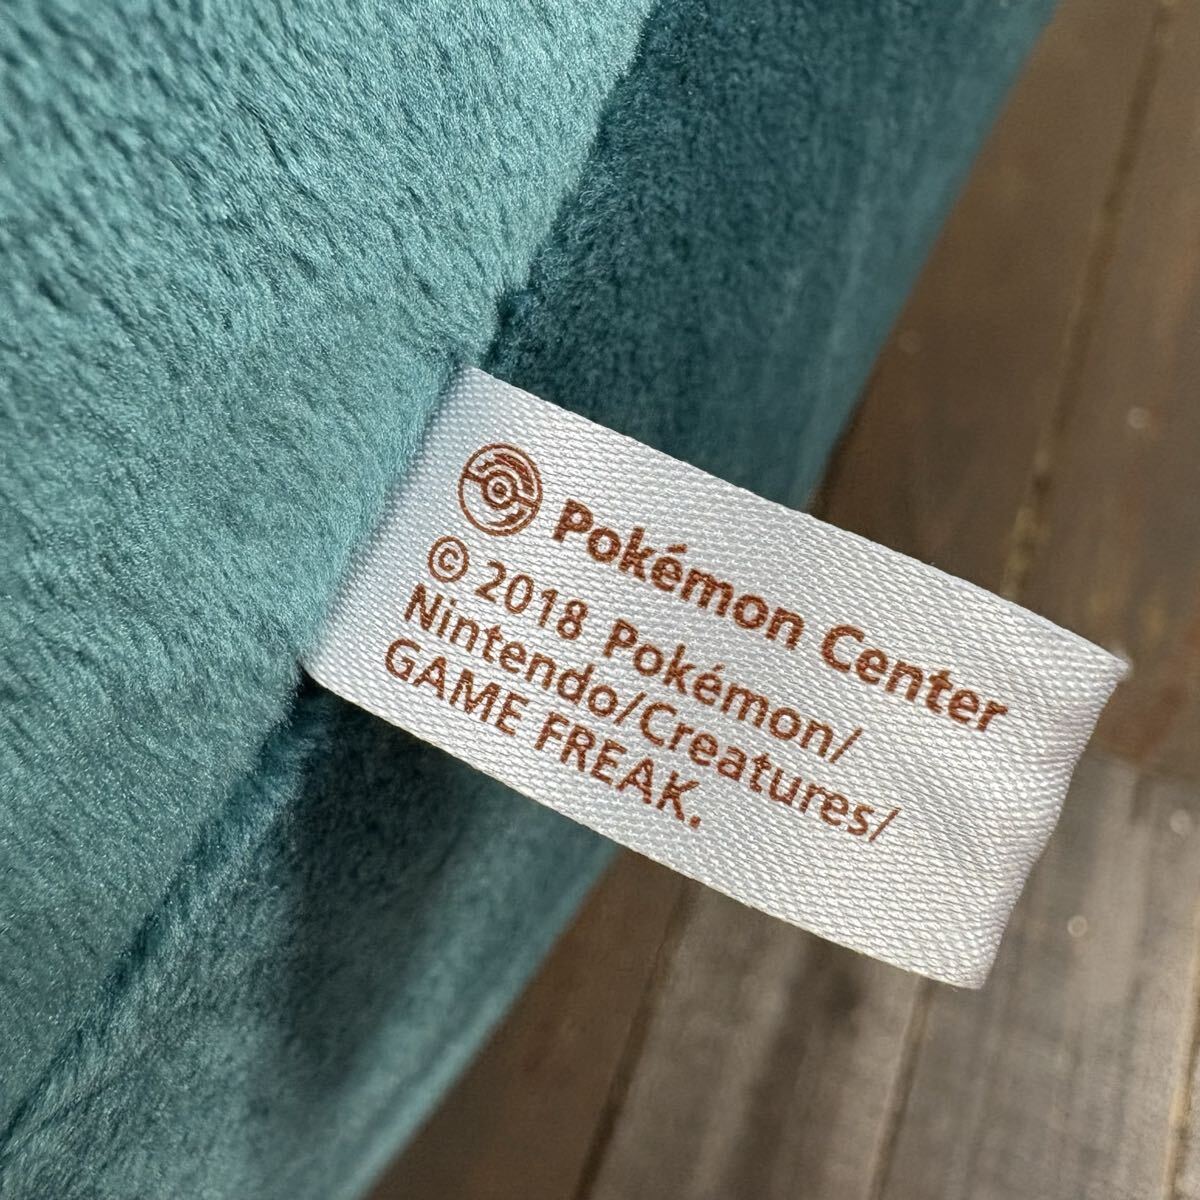 Pokémon Center
© 2018 Pokémon/
Nintendo/Creatures/
GAME FREAK.